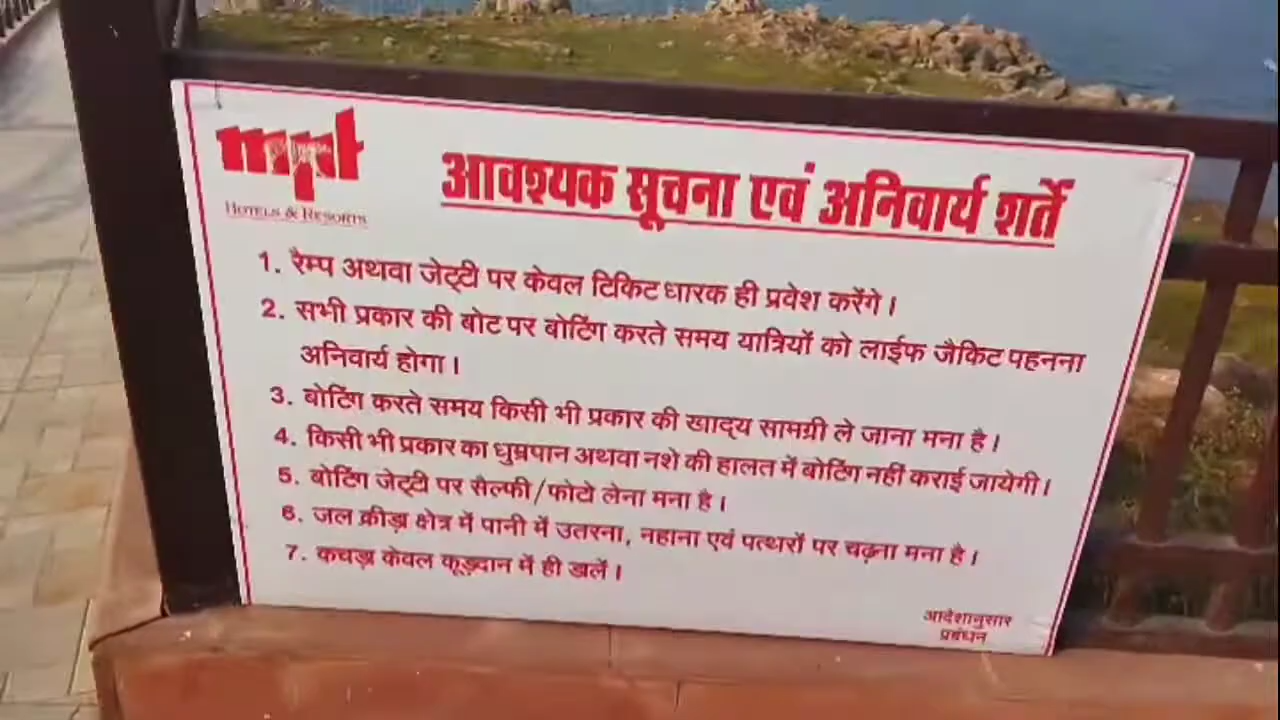 mpt
HOTELS & RESORTS
आवश्यक सूचना एवं अनिवार्य शर्ते
1. रैम्प अथवा जेट्टी पर केवल टिकिट धारक ही प्रवेश करेंगे।
2. सभी प्रकार की बोट पर बोटिंग करते समय यात्रियों को लाईफ जैकिट पहनना
अनिवार्य होगा।
3. बोटिंग करते समय किसी भी प्रकार की खाद्य सामग्री ले जाना मना है।
4. किसी भी प्रकार का धुम्रपान अथवा नशे की हालत में बोटिंग नहीं कराई जायेगी।
5. बोटिंग जेट्टी पर सैल्फी/फोटो लेना मना है।
6. जल क्रीड़ा क्षेत्र में पानी में उतरना, नहाना एवं पत्थरों पर चढ़ना मना है।
7. कचड़ा केवल कूड़दान में ही डालें।
आदेशानुसार
प्रबंधन